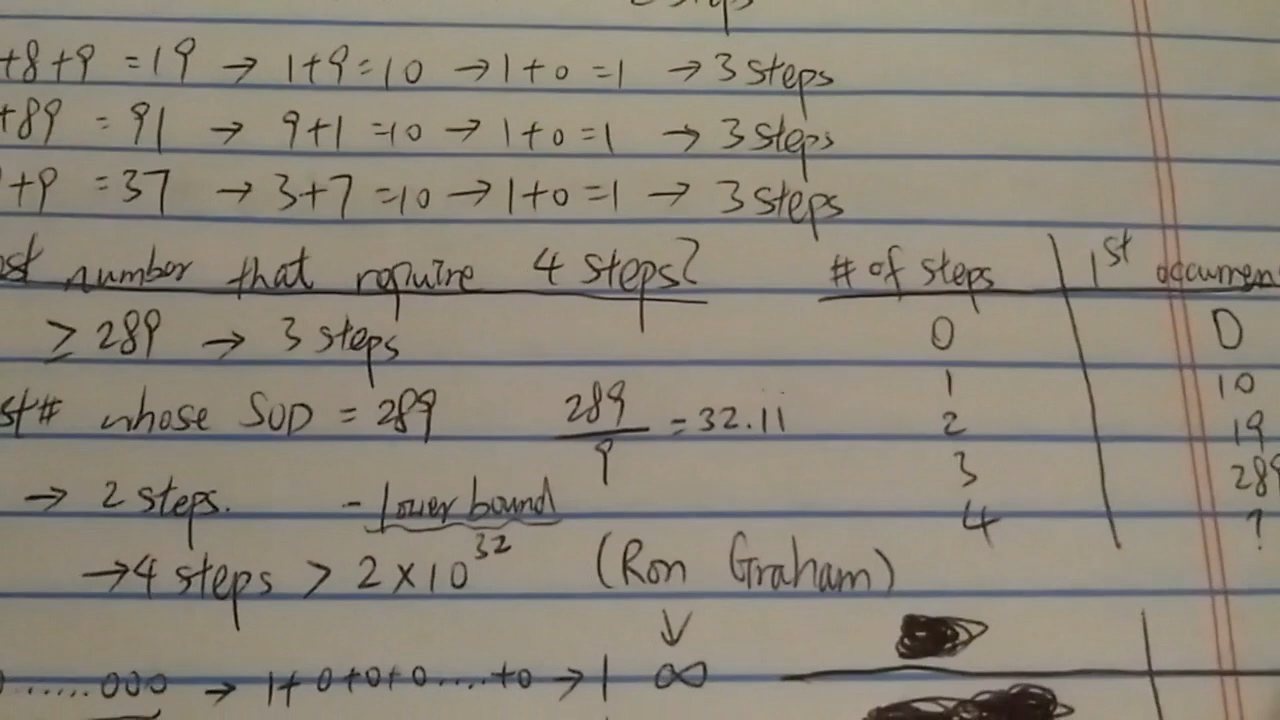 +8+9 = 19 → 1+9=10 → 1+0 =1 → 3 steps
+89 = 91 → 9+1 =10 → 1+0 =1 → 3 steps
+9 =37 → 3+7 =10 → 1+0 =1 → 3 steps
st number that require 4 steps?
≥ 289 → 3 steps
st# whose SOD = 289
289/9 = 32.11
→ 2 steps. - lower bound
→ 4 steps > 2×10^32 (Ron Graham)
↓
......000 → 1+0+0+0....+0 → 1 ∞
# of steps | 1st occurren
0 | 0
1 | 10
2 | 19
3 | 289
4 | ?